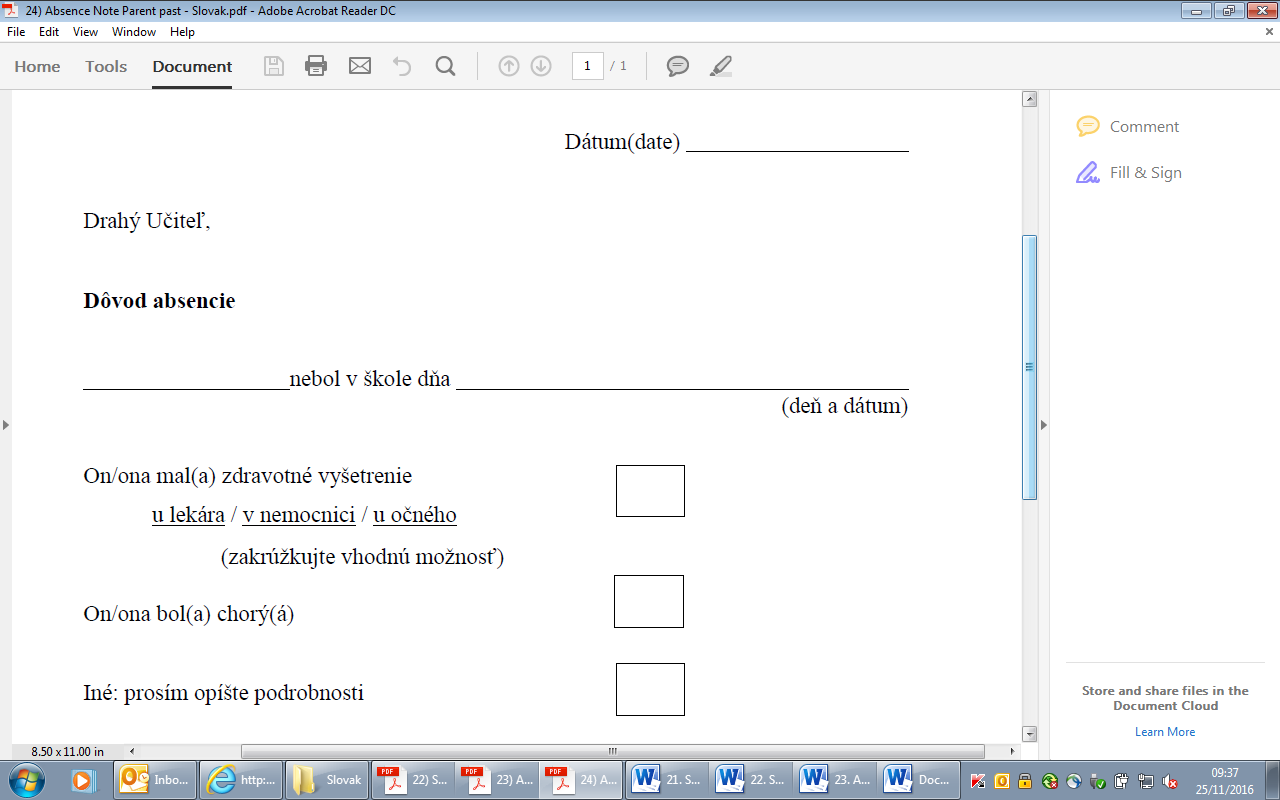 24) Absence Note Parent past - Slovak.pdf - Adobe Acrobat Reader DC
File Edit View Window Help
Home Tools Document 1 / 1
Dátum(date)
Drahý Učiteľ,
Dôvod absencie
nebol v škole dňa
(deň a dátum)
On/ona mal(a) zdravotné vyšetrenie
u lekára / v nemocnici / u očného
(zakrúžkujte vhodnú možnosť)
On/ona bol(a) chorý(á)
Iné: prosím opíšte podrobnosti
Comment
Fill & Sign
Store and share files in the
Document Cloud
Learn More
8.50 x 11.00 in
Inbo... http:... Slovak 22) S... 23) A... 24) A... 21. S... 22. S... 23. A... Doc... 09:37
25/11/2016